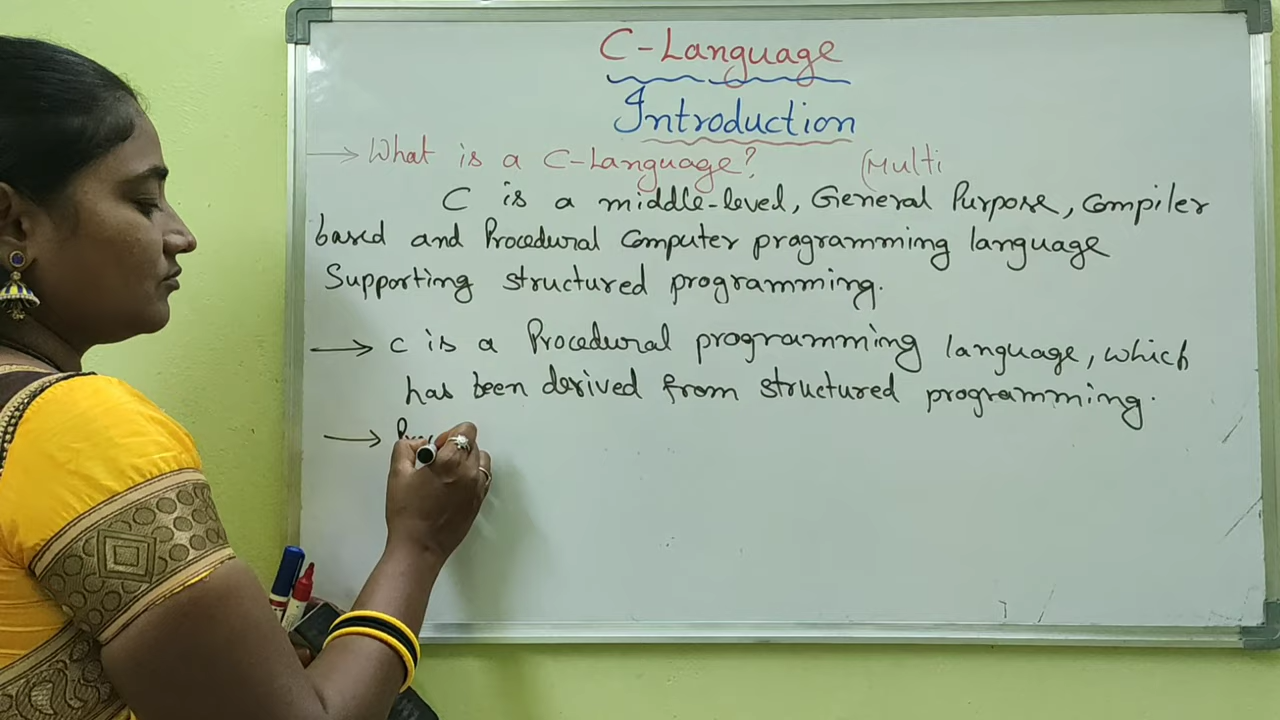 C-Language
Introduction
→ What is a C-Language? (Multi
C is a middle-level, General Purpose, Compiler
based and Procedural Computer programming language
Supporting structured programming.
→ C is a Procedural programming language, which
has been derived from structured programming.
→